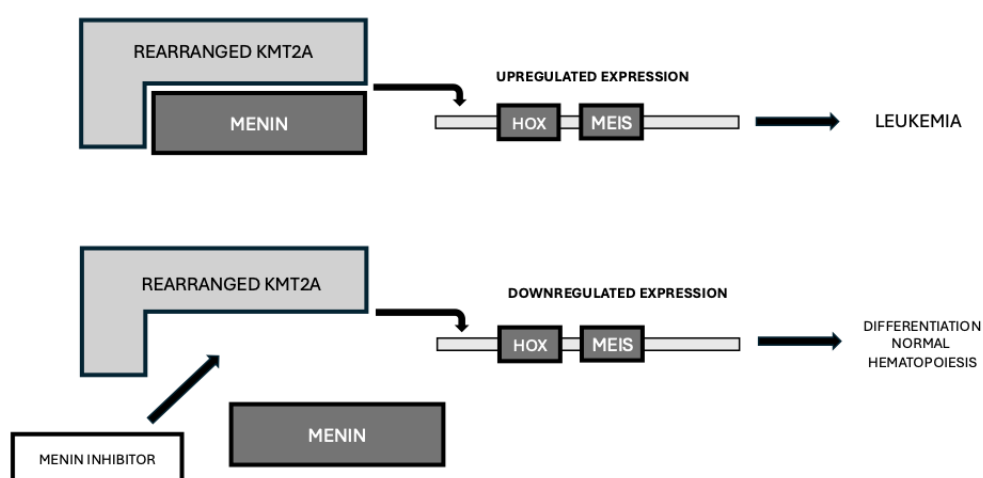 REARRANGED KMT2A
MENIN
UPREGULATED EXPRESSION
HOX
MEIS
LEUKEMIA
REARRANGED KMT2A
DOWNREGULATED EXPRESSION
HOX
MEIS
DIFFERENTIATION
NORMAL
HEMATOPOIESIS
MENIN
MENIN INHIBITOR